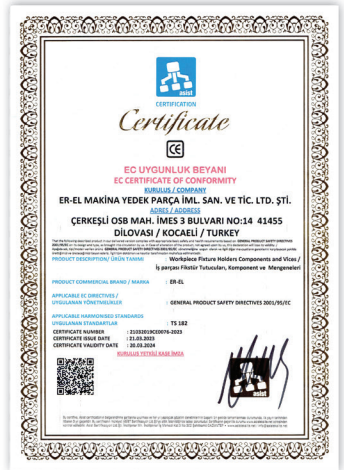 asist
CERTIFICATION
Certificate
CE
EC UYGUNLUK BEYANI
EC CERTIFICATE OF CONFORMITY
KURULUŞ / COMPANY
ER-EL MAKİNA YEDEK PARÇA İML. SAN. VE TİC. LTD. ŞTİ.
ADRES / ADDRESS
ÇERKEŞLİ OSB MAH. İMES 3 BULVARI NO:14 41455
DİLOVASI / KOCAELİ / TURKEY
PRODUCT DESCRIPTION/ ÜRÜN TANIMI : Workpiece Fixture Holders Components and Vices /
İş parçası Fikstür Tutucuları, Komponent ve Mengeneleri
PRODUCT COMMERCIAL BRAND / MARKA : ER-EL
APPLICABLE EC DIRECTIVES /
UYGULANAN YÖNETMELİKLER : GENERAL PRODUCT SAFETY DIRECTIVES 2001/95/EC
APPLICABLE HARMONISED STANDARDS
UYGULANAN STANDARTLAR : TS 182
CERTIFICATE NUMBER : 21032019CE0076-2023
CERTIFICATE ISSUE DATE : 21.03.2023
CERTIFICATE VALIDITY DATE : 20.03.2024
KURULUŞ YETKİLİ KAŞE İMZA